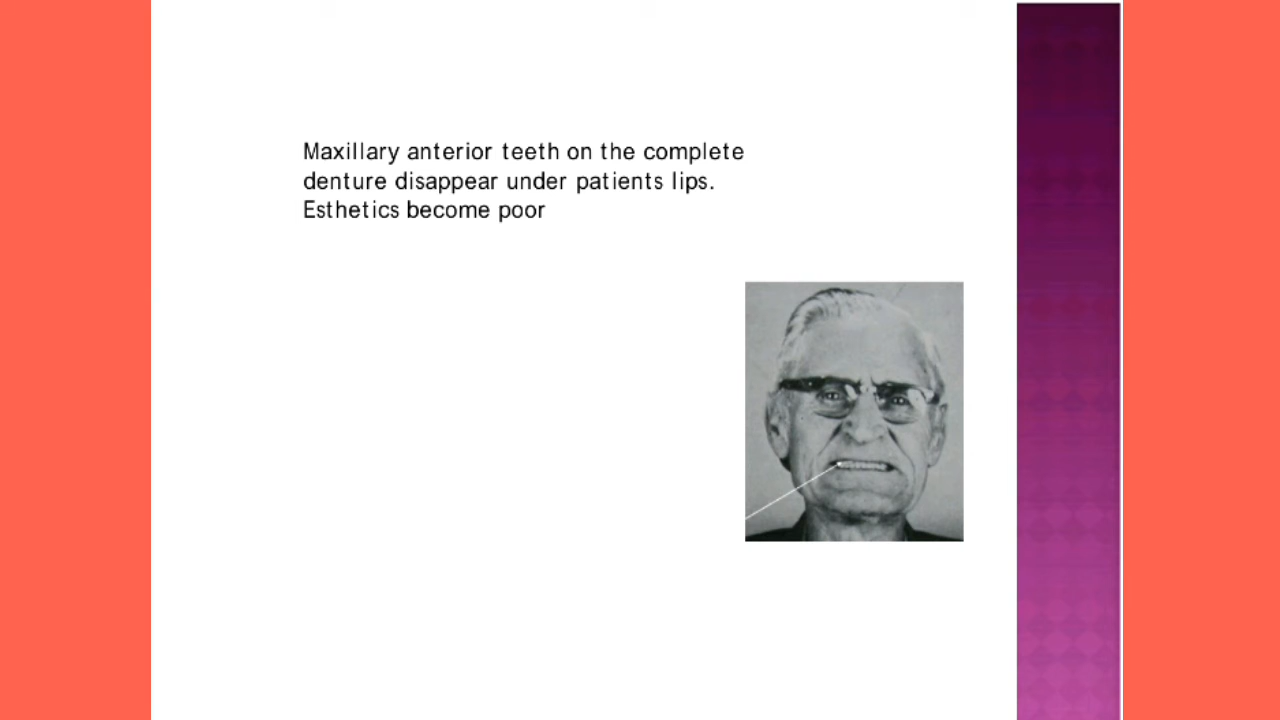 Maxillary anterior teeth on the complete
denture disappear under patients lips.
Esthetics become poor